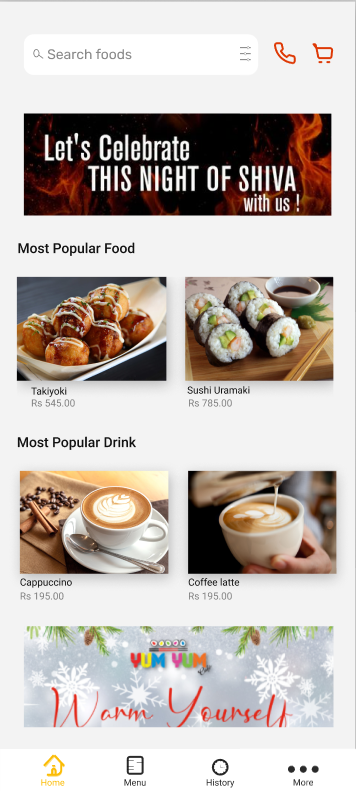 Search foods
Let's Celebrate
THIS NIGHT OF SHIVA
with us !
Most Popular Food
Takiyoki
Rs 545.00
Sushi Uramaki
Rs 785.00
Most Popular Drink
Cappuccino
Rs 195.00
Coffee latte
Rs 195.00
YUM YUM
Warm Yourself
Home
Menu
History
More